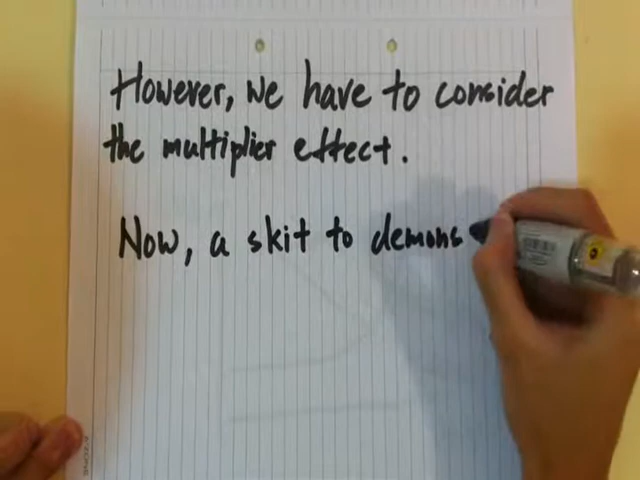 However, we have to consider
the multiplier effect.
Now, a skit to demons